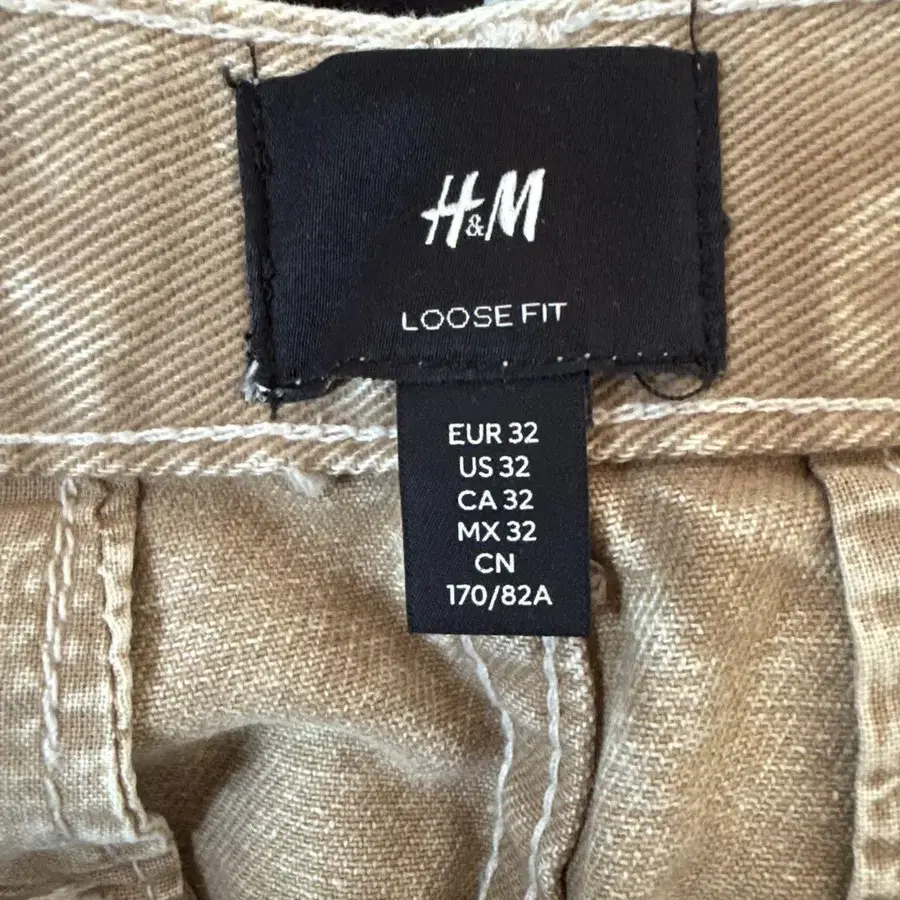 H&M
LOOSE FIT
EUR 32
US 32
CA 32
MX 32
CN
170/82A